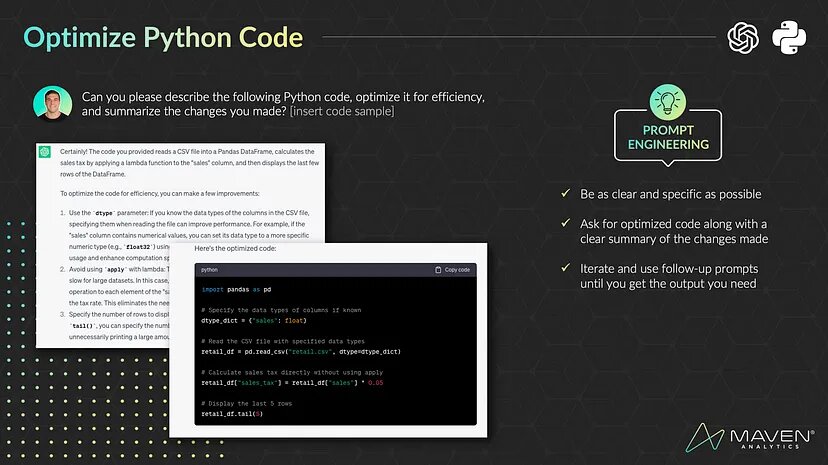 Optimize Python Code
Can you please describe the following Python code, optimize it for efficiency,
and summarize the changes you made? [insert code sample]
Certainly! The code you provided reads a CSV file into a Pandas DataFrame, calculates the
sales tax by applying a lambda function to the "sales" column, and then displays the last few
rows of the DataFrame.
To optimize the code for efficiency, you can make a few improvements:
1. Use the `dtype` parameter: If you know the data types of the columns in the CSV file,
specifying them when reading the file can improve performance. For example, if the
"sales" column contains numerical values, you can set its data type to a more specific
numeric type (e.g., `float32`) using
usage and enhance computation sp
2. Avoid using `apply` with lambda: T
slow for large datasets. In this case,
operation to each element of the "sa
the tax rate. This eliminates the need
3. Specify the number of rows to displ
`tail()`, you can specify the numb
unnecessarily printing a large amou
Here's the optimized code:
python
Copy code
import pandas as pd
# Specify the data types of columns if known
dtype_dict = {"sales": float}
# Read the CSV file with specified data types
retail_df = pd.read_csv("retail.csv", dtype=dtype_dict)
# Calculate sales tax directly without using apply
retail_df["sales_tax"] = retail_df["sales"] * 0.05
# Display the last 5 rows
retail_df.tail(5)
PROMPT
ENGINEERING
Be as clear and specific as possible
Ask for optimized code along with a
clear summary of the changes made
Iterate and use follow-up prompts
until you get the output you need
MAVEN®
ANALYTICS